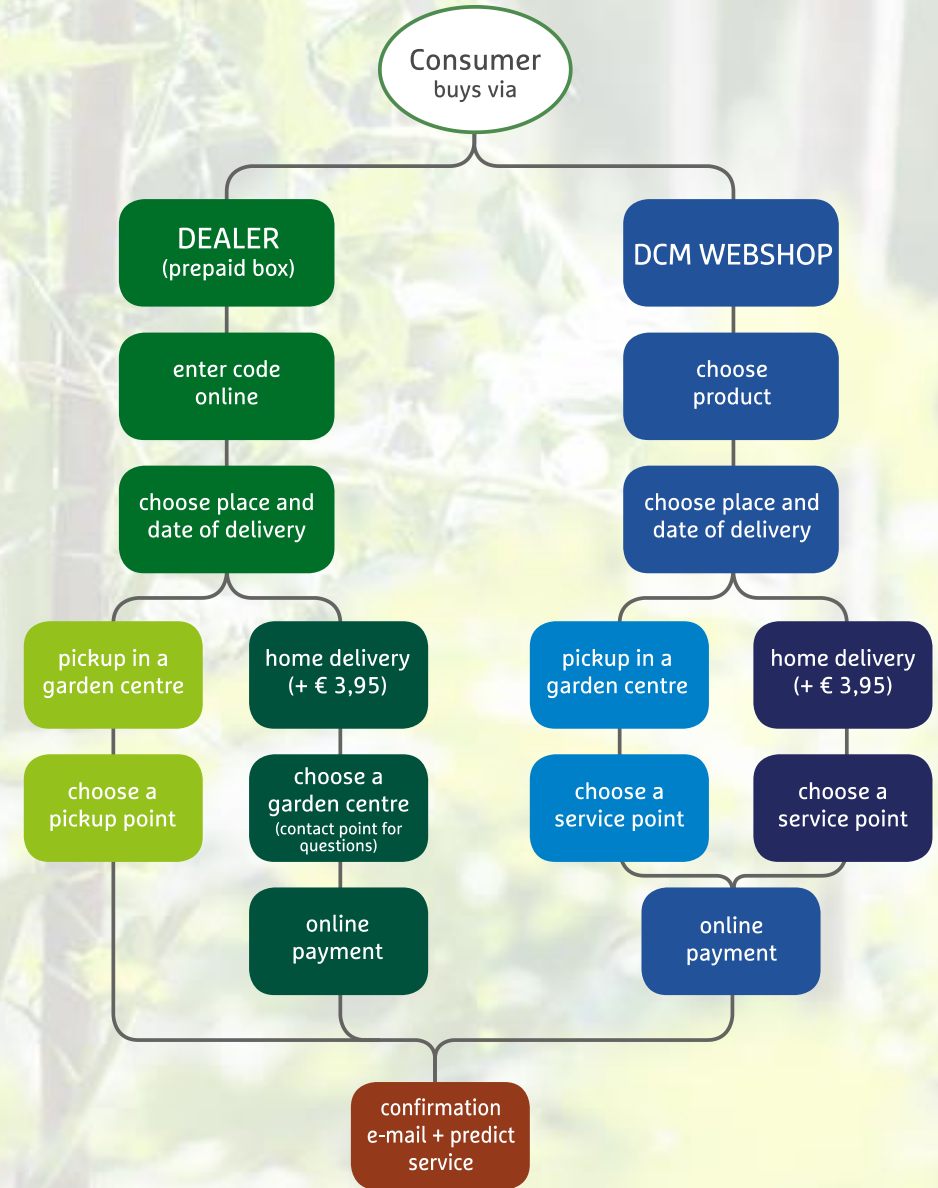 Consumer
buys via
DEALER
(prepaid box)
DCM WEBSHOP
enter code
online
choose
product
choose place and
date of delivery
choose place and
date of delivery
pickup in a
garden centre
home delivery
(+ € 3,95)
pickup in a
garden centre
home delivery
(+ € 3,95)
choose a
pickup point
choose a
garden centre
(contact point for
questions)
choose a
service point
choose a
service point
online
payment
online
payment
confirmation
e-mail + predict
service